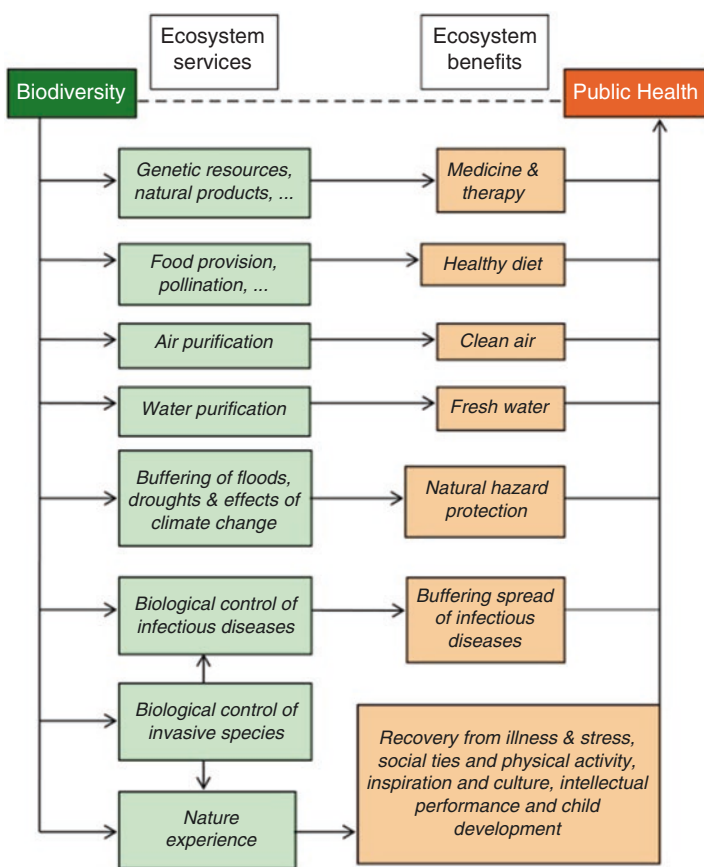 Ecosystem
services
Ecosystem
benefits
Biodiversity
Public Health
Genetic resources,
natural products, ...
Medicine &
therapy
Food provision,
pollination, ...
Healthy diet
Air purification
Clean air
Water purification
Fresh water
Buffering of floods,
droughts & effects of
climate change
Natural hazard
protection
Biological control of
infectious diseases
Buffering spread
of infectious
diseases
Biological control of
invasive species
Recovery from illness & stress,
social ties and physical activity,
inspiration and culture, intellectual
performance and child
development
Nature
experience